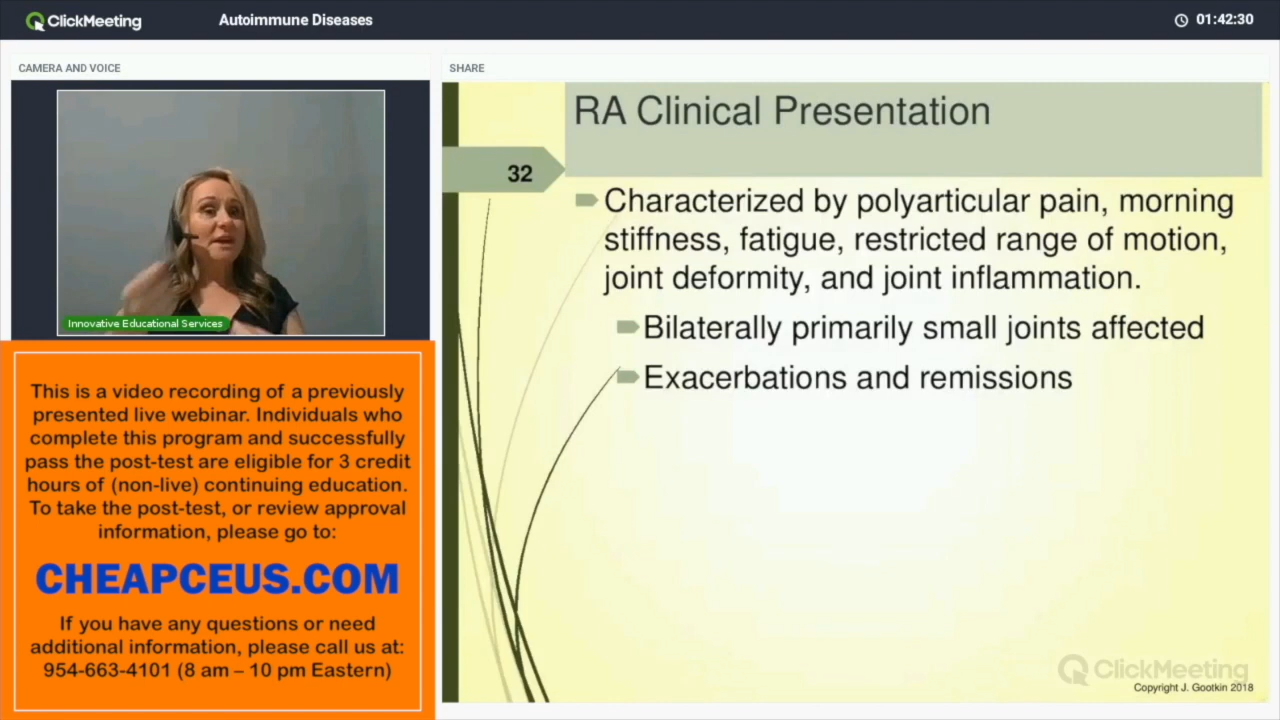 ClickMeeting
Autoimmune Diseases
01:42:30
CAMERA AND VOICE
SHARE
Innovative Educational Services
This is a video recording of a previously
presented live webinar. Individuals who
complete this program and successfully
pass the post-test are eligible for 3 credit
hours of (non-live) continuing education.
To take the post-test, or review approval
information, please go to:
CHEAPCEUS.COM
If you have any questions or need
additional information, please call us at:
954-663-4101 (8 am – 10 pm Eastern)
RA Clinical Presentation
32
Characterized by polyarticular pain, morning
stiffness, fatigue, restricted range of motion,
joint deformity, and joint inflammation.
Bilaterally primarily small joints affected
Exacerbations and remissions
ClickMeeting
Copyright J. Gootkin 2018